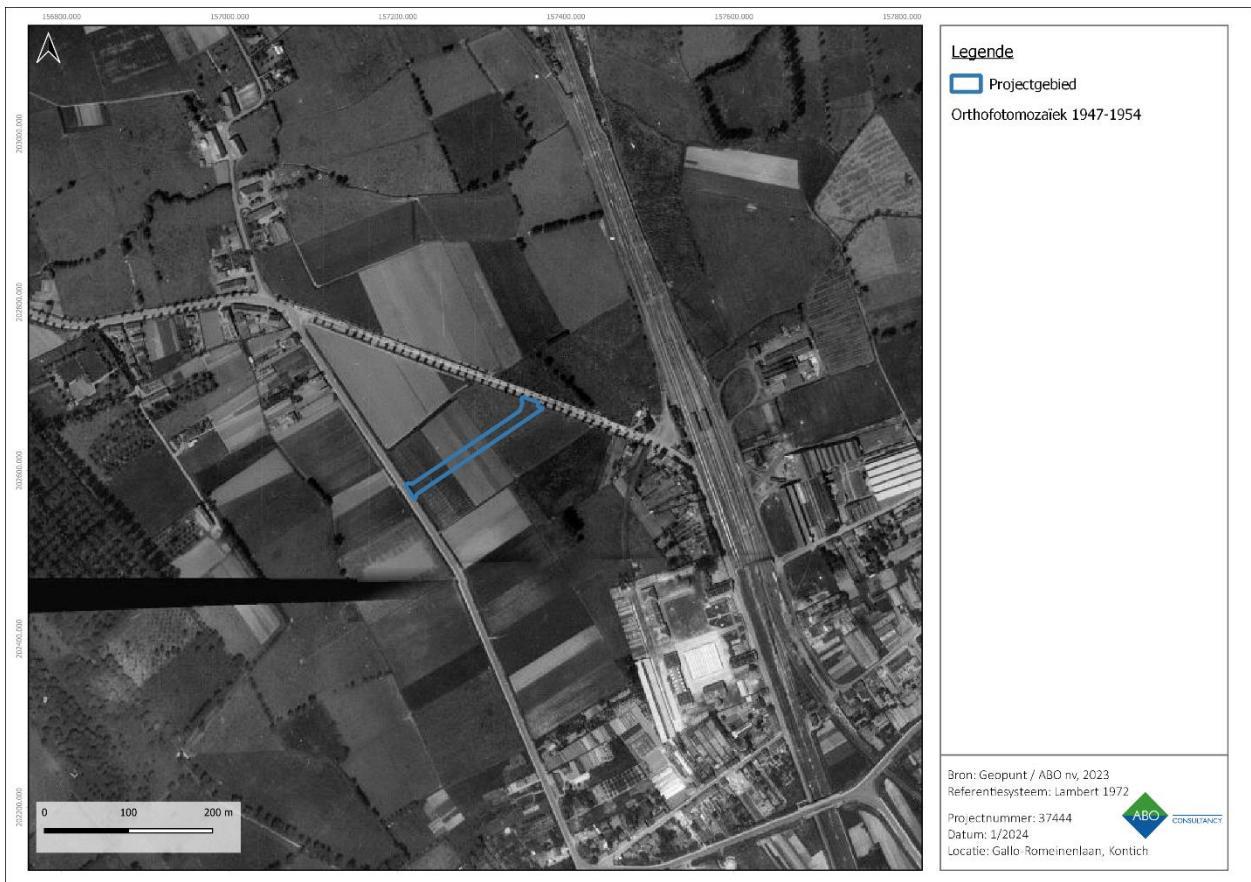 156800.000 157000.000 157200.000 157400.000 157600.000 157800.000
203000.000
202800.000
202600.000
202400.000
202200.000
0 100 200 m
Legende
Projectgebied
Orthofotomozaïek 1947-1954
Bron: Geopunt / ABO nv, 2023
Referentiesysteem: Lambert 1972
Projectnummer: 37444
Datum: 1/2024
Locatie: Gallo-Romeinenlaan, Kontich
ABO CONSULTANCY